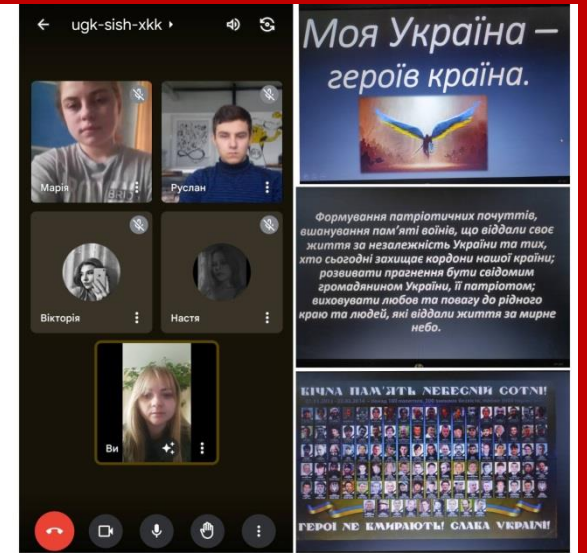 ugk-sish-xkk
Марія
Руслан
Вікторія
Настя
Ви
Моя Україна –
героїв країна.
Формування патріотичних почуттів,
вшанування пам'яті воїнів, що віддали своє
життя за незалежність України та тих,
хто сьогодні захищає кордони нашої країни;
розвивати прагнення бути свідомим
громадянином України, її патріотом;
виховувати любов та повагу до рідного
краю та людей, які віддали життя за мирне
небо.
ВІЧНА ПАМ'ЯТЬ НЕБЕСНІЙ СОТНІ!
ГЕРОЇ НЕ ВМИРАЮТЬ! СЛАВА УКРАЇНІ!